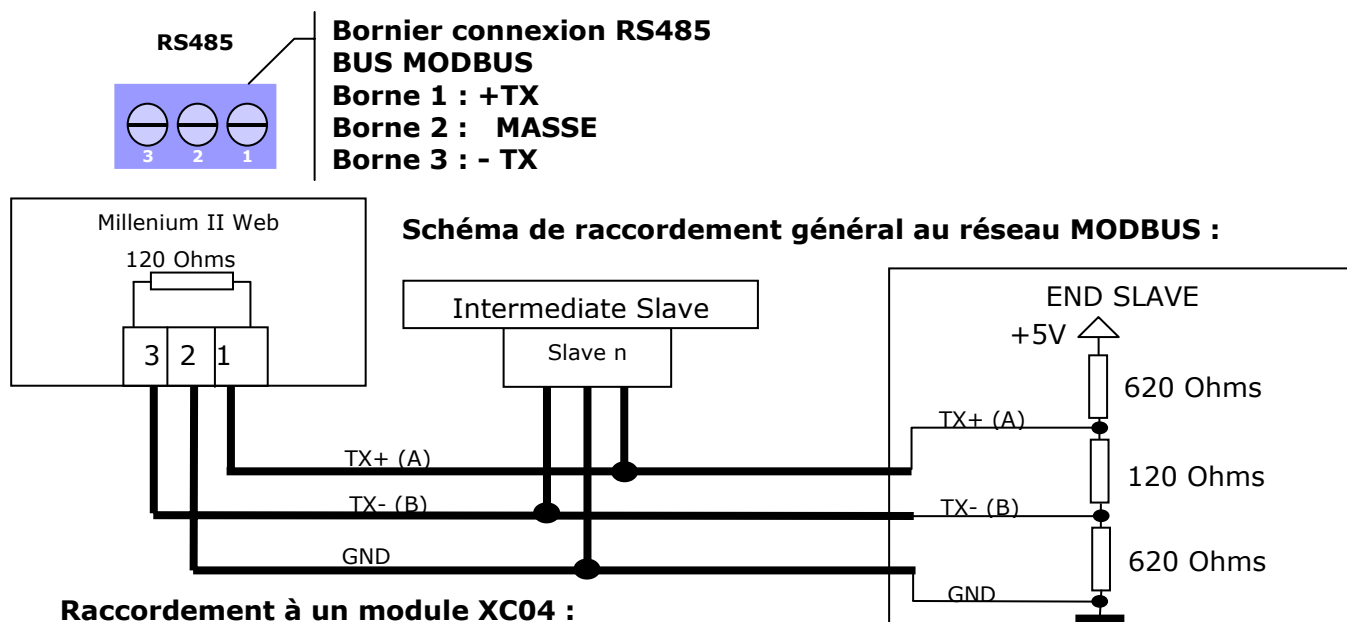 RS485
Bornier connexion RS485
BUS MODBUS
Borne 1 : +TX
Borne 2 : MASSE
Borne 3 : - TX
3 2 1
Millenium II Web
120 Ohms
3 2 1
Schéma de raccordement général au réseau MODBUS :
Intermediate Slave
Slave n
END SLAVE
+5V
620 Ohms
TX+ (A)
120 Ohms
TX- (B)
620 Ohms
GND
TX+ (A)
TX- (B)
GND
Raccordement à un module XC04 :